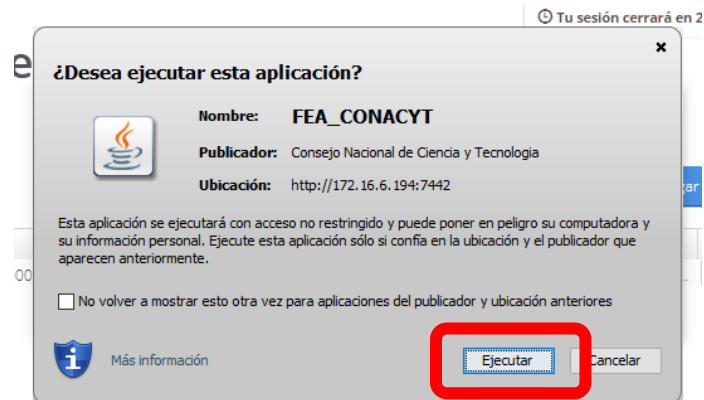 Tu sesión cerrará en 2
e
¿Desea ejecutar esta aplicación?
Nombre: FEA_CONACYT
Publicador: Consejo Nacional de Ciencia y Tecnologia
Ubicación: http://172.16.6.194:7442
ar
Esta aplicación se ejecutará con acceso no restringido y puede poner en peligro su computadora y
su información personal. Ejecute esta aplicación sólo si confía en la ubicación y el publicador que
aparecen anteriormente.
00
No volver a mostrar esto otra vez para aplicaciones del publicador y ubicación anteriores
Más información
Ejecutar
Cancelar